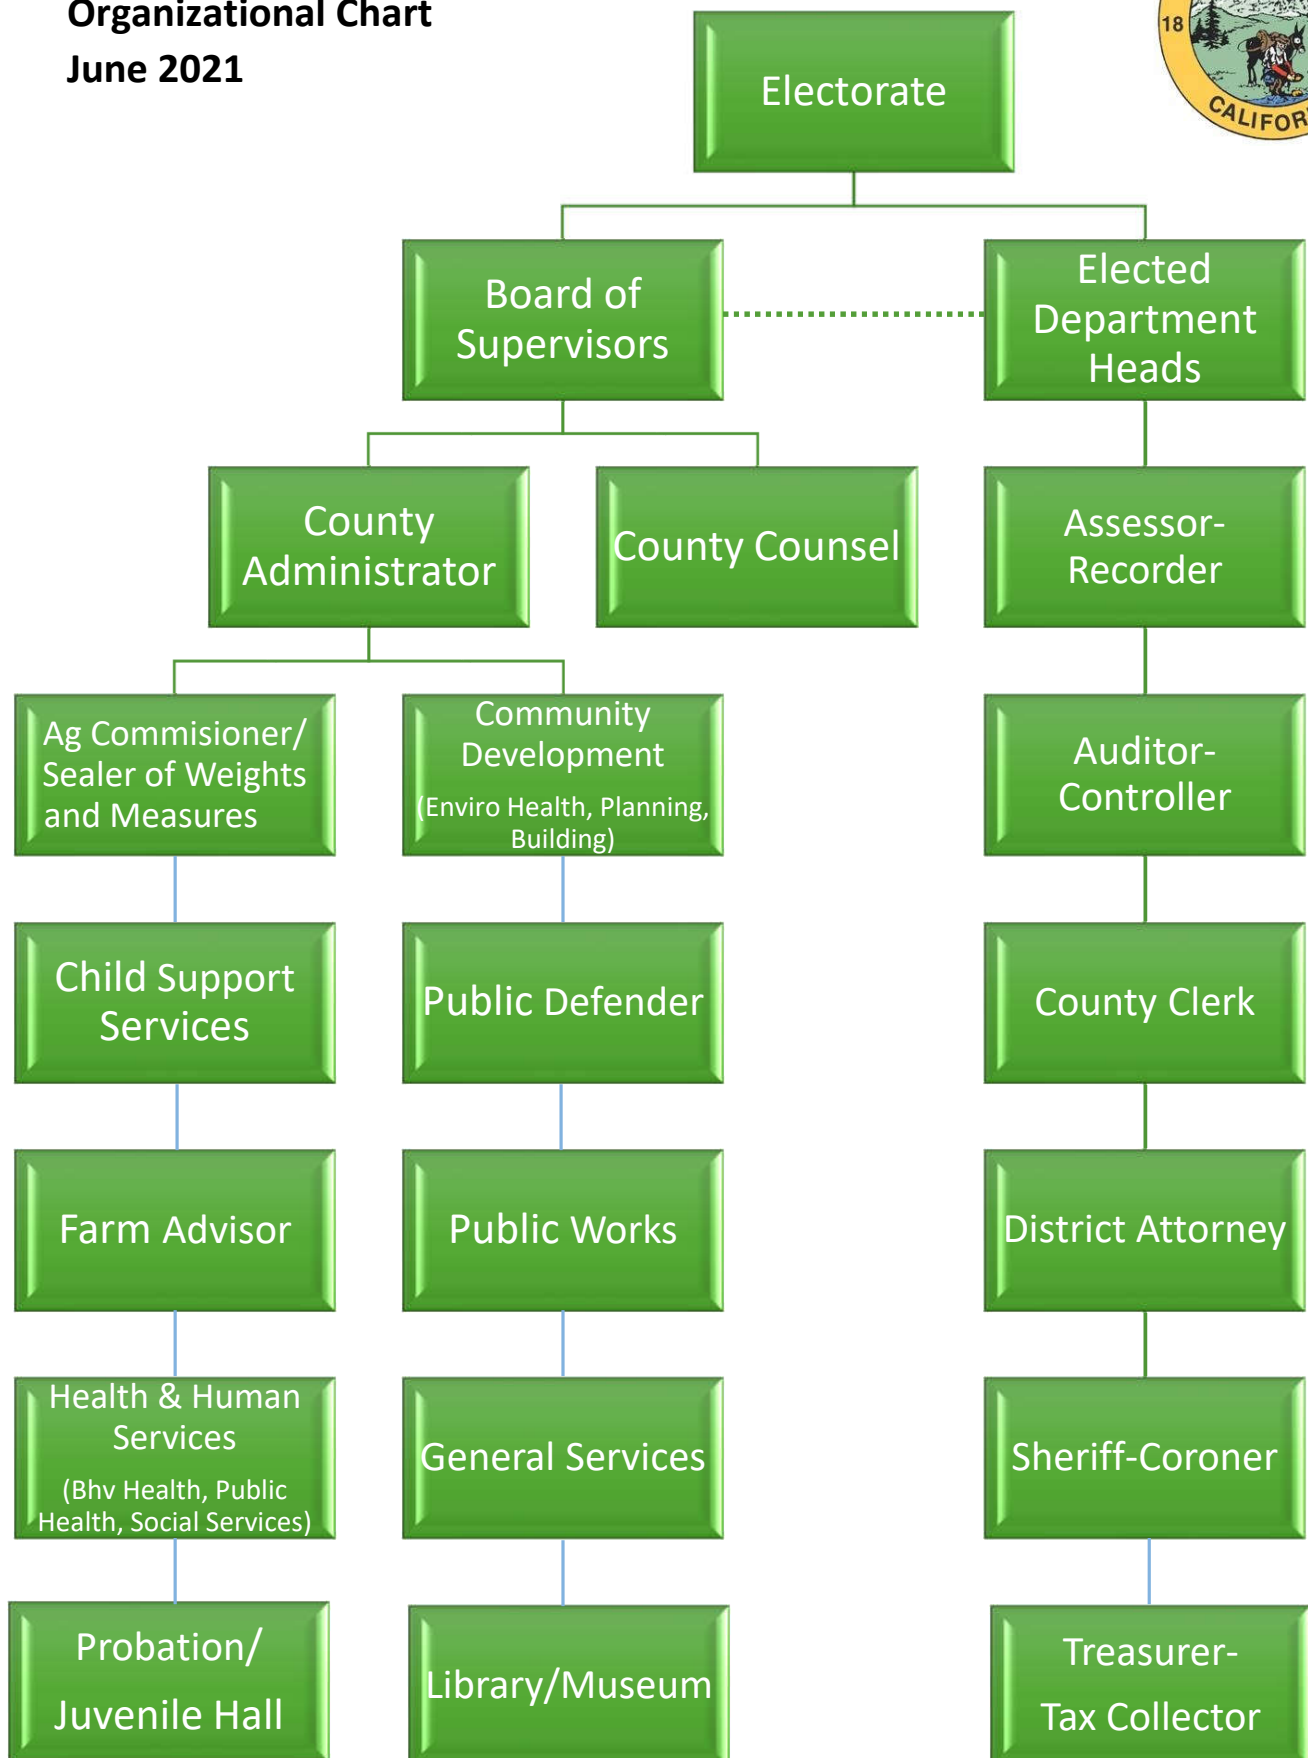 Organizational Chart
June 2021
18
CALIFOR
Electorate
Board of
Supervisors
Elected
Department
Heads
County
Administrator
County Counsel
Assessor-
Recorder
Ag Commisioner/
Sealer of Weights
and Measures
Community
Development
(Enviro Health, Planning,
Building)
Auditor-
Controller
Child Support
Services
Public Defender
County Clerk
Farm Advisor
Public Works
District Attorney
Health & Human
Services
(Bhv Health, Public
Health, Social Services)
General Services
Sheriff-Coroner
Probation/
Juvenile Hall
Library/Museum
Treasurer-
Tax Collector